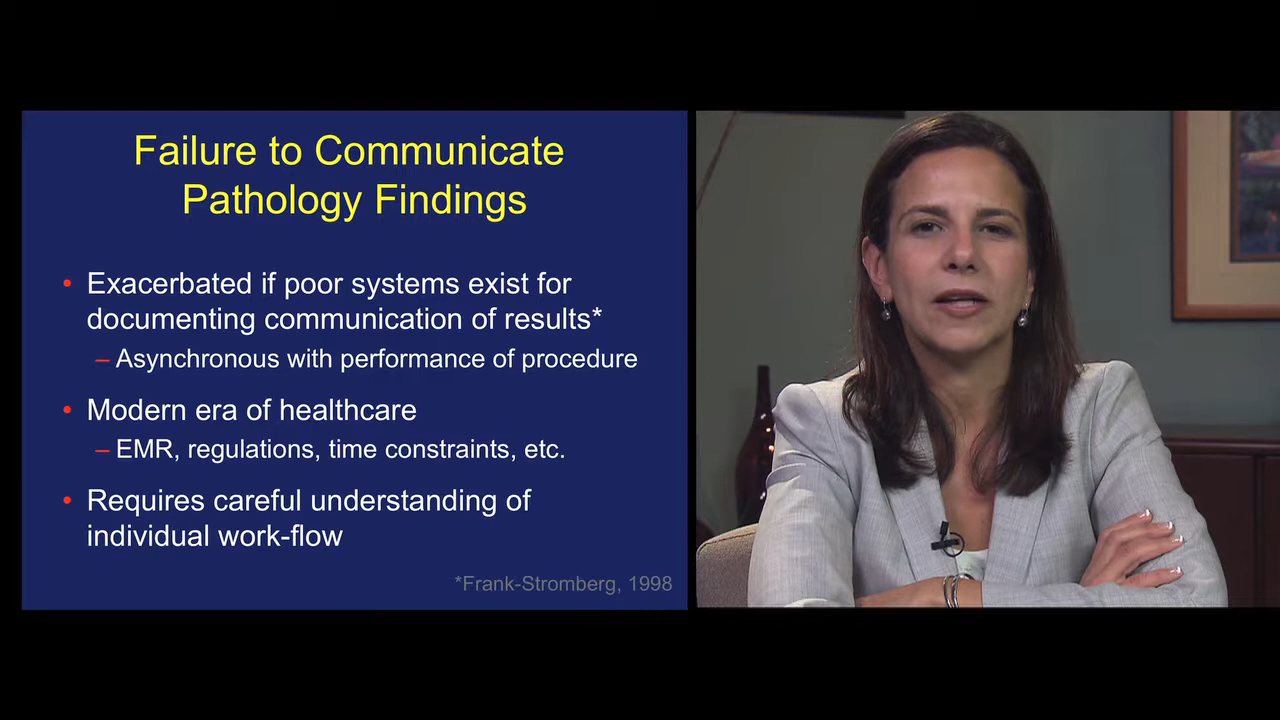 Failure to Communicate
Pathology Findings
• Exacerbated if poor systems exist for
documenting communication of results*
– Asynchronous with performance of procedure
• Modern era of healthcare
– EMR, regulations, time constraints, etc.
• Requires careful understanding of
individual work-flow
*Frank-Stromberg, 1998